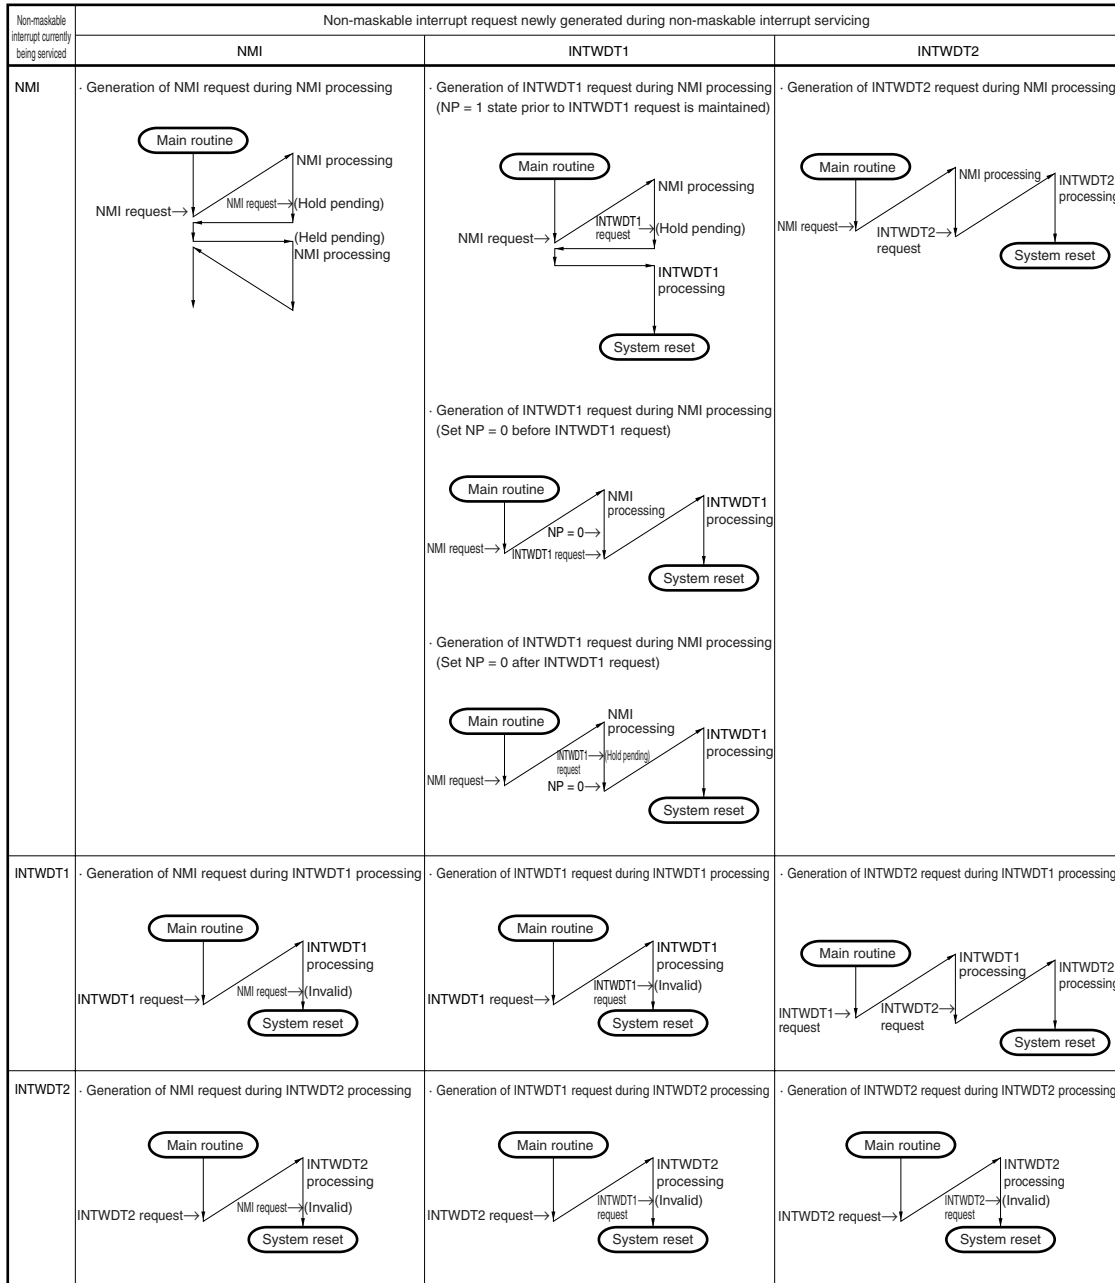 Non-maskable
interrupt currently
being serviced
Non-maskable interrupt request newly generated during non-maskable interrupt servicing
NMI
INTWDT1
INTWDT2
NMI
· Generation of NMI request during NMI processing
Main routine
NMI processing
NMI request→
NMI request→(Hold pending)
(Held pending)
NMI processing
· Generation of INTWDT1 request during NMI processing
(NP = 1 state prior to INTWDT1 request is maintained)
Main routine
NMI processing
NMI request→
INTWDT1
request
→(Hold pending)
INTWDT1
processing
System reset
· Generation of INTWDT1 request during NMI processing
(Set NP = 0 before INTWDT1 request)
Main routine
NMI
processing
INTWDT1
processing
NP = 0→
NMI request→
INTWDT1 request→
System reset
· Generation of INTWDT1 request during NMI processing
(Set NP = 0 after INTWDT1 request)
Main routine
NMI
processing
INTWDT1
processing
INTWDT1→(Hold pending)
request
NMI request→
NP = 0→
System reset
· Generation of INTWDT2 request during NMI processing
Main routine
NMI processing
INTWDT2
processing
NMI request→
INTWDT2→
request
System reset
INTWDT1
· Generation of NMI request during INTWDT1 processing
Main routine
INTWDT1
processing
INTWDT1 request→
NMI request→(Invalid)
System reset
· Generation of INTWDT1 request during INTWDT1 processing
Main routine
INTWDT1
processing
INTWDT1 request→
INTWDT1→(Invalid)
request
System reset
· Generation of INTWDT2 request during INTWDT1 processing
Main routine
INTWDT1
processing
INTWDT2
processing
INTWDT1→
request
INTWDT2→
request
System reset
INTWDT2
· Generation of NMI request during INTWDT2 processing
Main routine
INTWDT2
processing
INTWDT2 request→
NMI request→(Invalid)
System reset
· Generation of INTWDT1 request during INTWDT2 processing
Main routine
INTWDT2
processing
INTWDT2 request→
INTWDT1→(Invalid)
request
System reset
· Generation of INTWDT2 request during INTWDT2 processing
Main routine
INTWDT2
processing
INTWDT2 request→
INTWDT2→(Invalid)
request
System reset